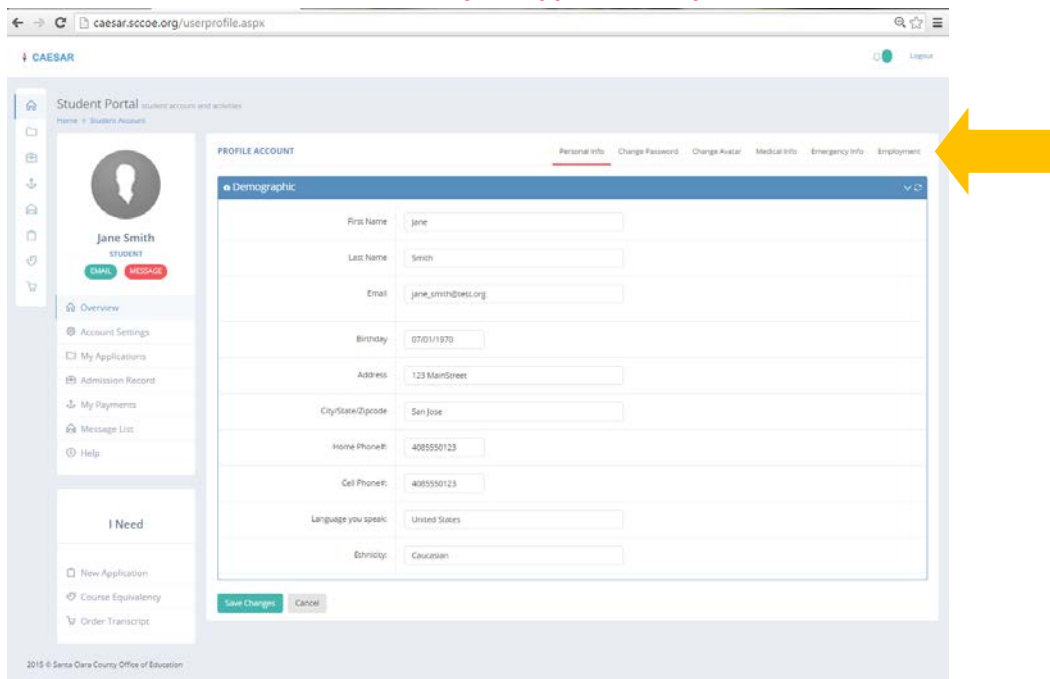 caesar.sccoe.org/userprofile.aspx
CAESAR
Logout
Student Portal student account and activities
Home » Student Account
PROFILE ACCOUNT
Personal Info Change Password Change Avatar Medical Info Emergency Info Employment
Demographic
First Name Jane
Last Name Smith
Email jane_smith@test.org
Birthday 07/01/1970
Address 123 MainStreet
City/State/Zipcode San Jose
Home Phone#: 4085550123
Cell Phone#: 4085550123
Language you speak: United States
Ethnicity: Caucasian
Save Changes Cancel
Jane Smith
STUDENT
EMAIL MESSAGE
Overview
Account Settings
My Applications
Admission Record
My Payments
Message List
Help
I Need
New Application
Course Equivalency
Order Transcript
2015 © Santa Clara County Office of Education